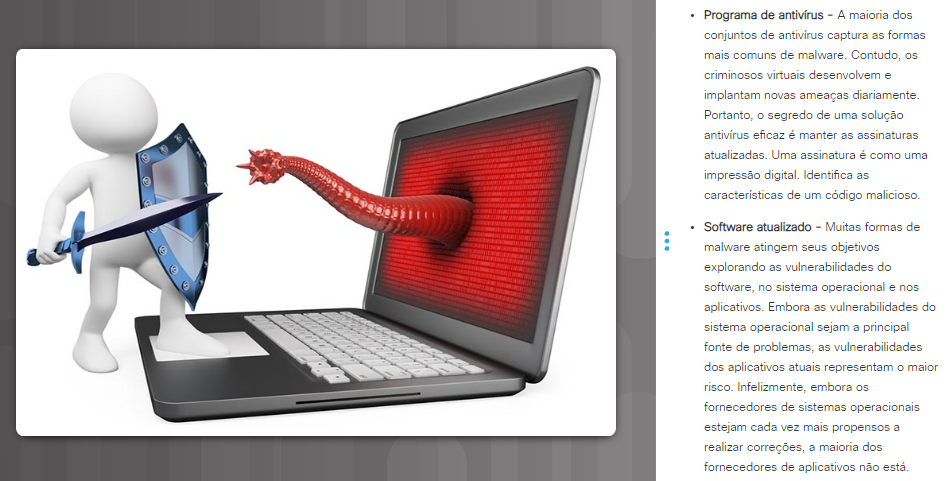 • Programa de antivírus - A maioria dos
conjuntos de antivírus captura as formas
mais comuns de malware. Contudo, os
criminosos virtuais desenvolvem e
implantam novas ameaças diariamente.
Portanto, o segredo de uma solução
antivírus eficaz é manter as assinaturas
atualizadas. Uma assinatura é como uma
impressão digital. Identifica as
características de um código malicioso.
• Software atualizado - Muitas formas de
malware atingem seus objetivos
explorando as vulnerabilidades do
software, no sistema operacional e nos
aplicativos. Embora as vulnerabilidades do
sistema operacional sejam a principal
fonte de problemas, as vulnerabilidades
dos aplicativos atuais representam o maior
risco. Infelizmente, embora os
fornecedores de sistemas operacionais
estejam cada vez mais propensos a
realizar correções, a maioria dos
fornecedores de aplicativos não está.